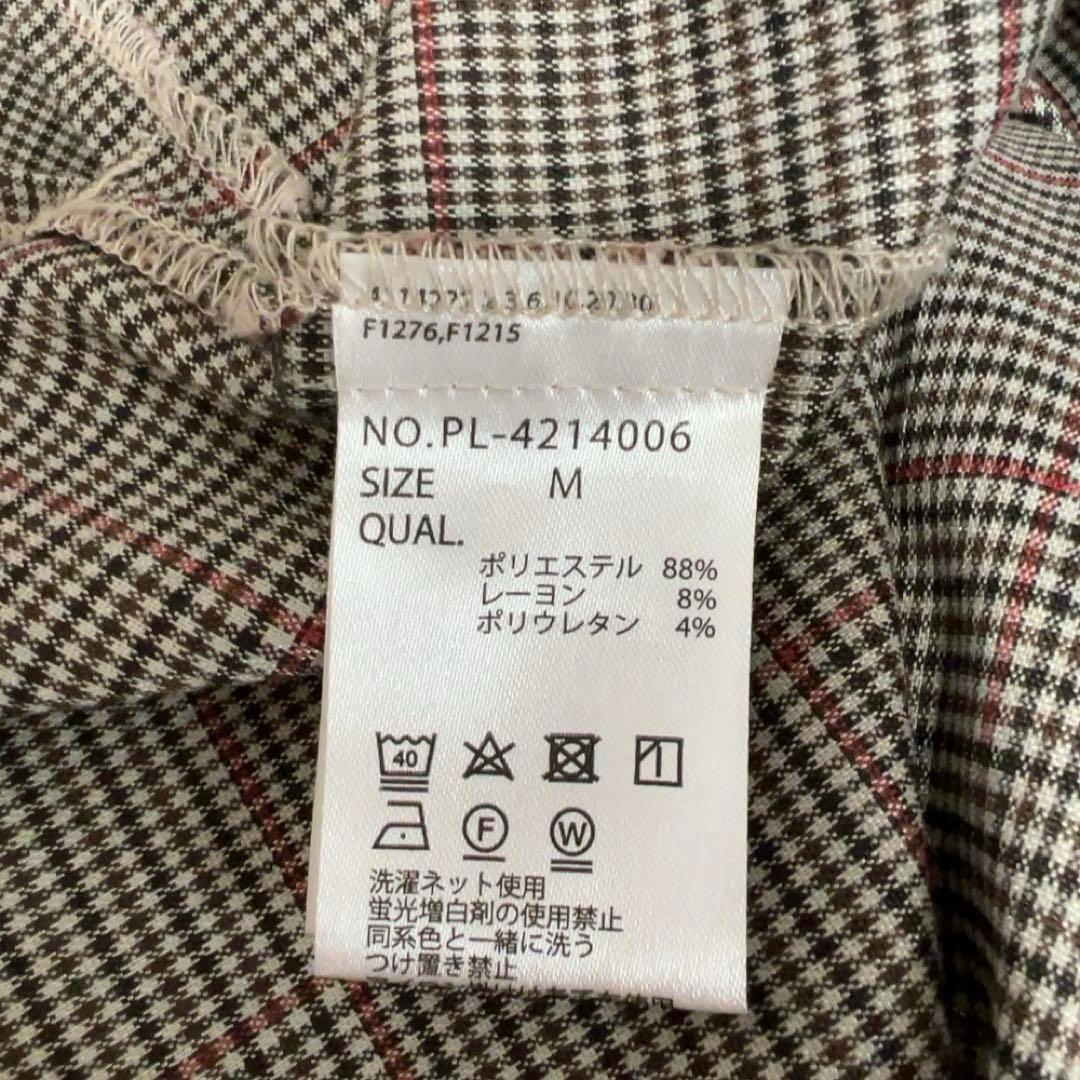 F1276,F1215
NO.PL-4214006
SIZE M
QUAL.
ポリエステル 88%
レーヨン 8%
ポリウレタン 4%
40
F W
洗濯ネット使用
蛍光増白剤の使用禁止
同系色と一緒に洗う
つけ置き禁止